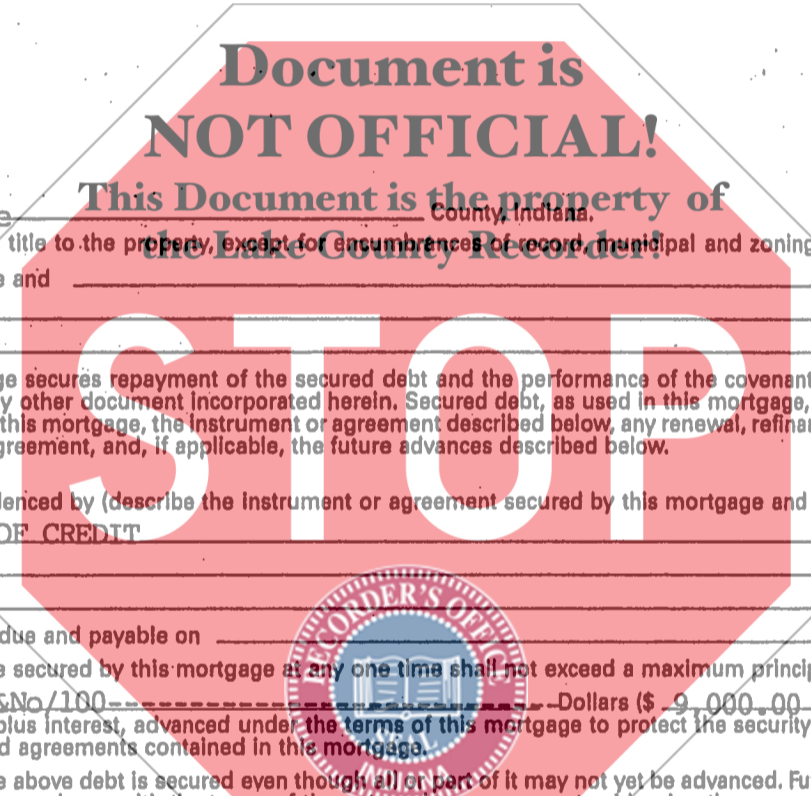 Document is
NOT OFFICIAL!
This Document is the property of
the Lake County Recorder!
County, Indiana.
title to the property, except for encumbrances of record, municipal and zoning
e and
STOP
ge secures repayment of the secured debt and the performance of the covenant
y other document incorporated herein. Secured debt, as used in this mortgage,
this mortgage, the instrument or agreement described below, any renewal, refinan
greement, and, if applicable, the future advances described below.
denced by (describe the instrument or agreement secured by this mortgage and
OF CREDIT
RECORDER'S OFFICE
due and payable on
e secured by this mortgage at any one time shall not exceed a maximum princip
&No/100--------------------------------Dollars ($ 9,000.00
plus interest, advanced under the terms of this mortgage to protect the security
d agreements contained in this mortgage.
INDIANA
e above debt is secured even though all or part of it may not yet be advanced. Fu